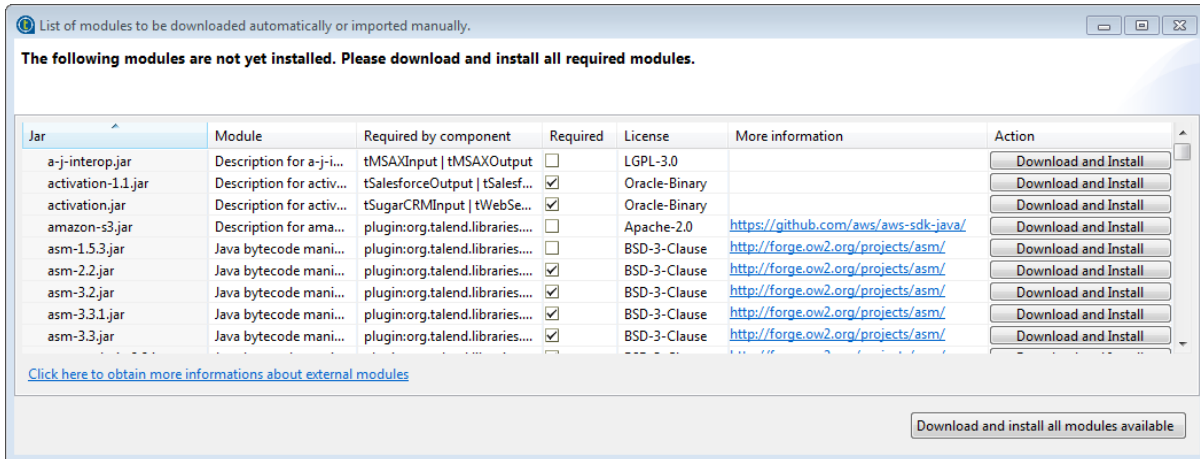 List of modules to be downloaded automatically or imported manually.
The following modules are not yet installed. Please download and install all required modules.
Jar Module Required by component Required License More information Action
a-j-interop.jar Description for a-j-i... tMSAXInput | tMSAXOutput LGPL-3.0 Download and Install
activation-1.1.jar Description for activ... tSalesforceOutput | tSalesf... Oracle-Binary Download and Install
activation.jar Description for activ... tSugarCRMInput | tWebSe... Oracle-Binary Download and Install
amazon-s3.jar Description for ama... plugin:org.talend.libraries.... Apache-2.0 https://github.com/aws/aws-sdk-java/ Download and Install
asm-1.5.3.jar Java bytecode mani... plugin:org.talend.libraries.... BSD-3-Clause http://forge.ow2.org/projects/asm/ Download and Install
asm-2.2.jar Java bytecode mani... plugin:org.talend.libraries.... BSD-3-Clause http://forge.ow2.org/projects/asm/ Download and Install
asm-3.2.jar Java bytecode mani... plugin:org.talend.libraries.... BSD-3-Clause http://forge.ow2.org/projects/asm/ Download and Install
asm-3.3.1.jar Java bytecode mani... plugin:org.talend.libraries.... BSD-3-Clause http://forge.ow2.org/projects/asm/ Download and Install
asm-3.3.jar Java bytecode mani... plugin:org.talend.libraries.... BSD-3-Clause http://forge.ow2.org/projects/asm/ Download and Install
Click here to obtain more informations about external modules
Download and install all modules available